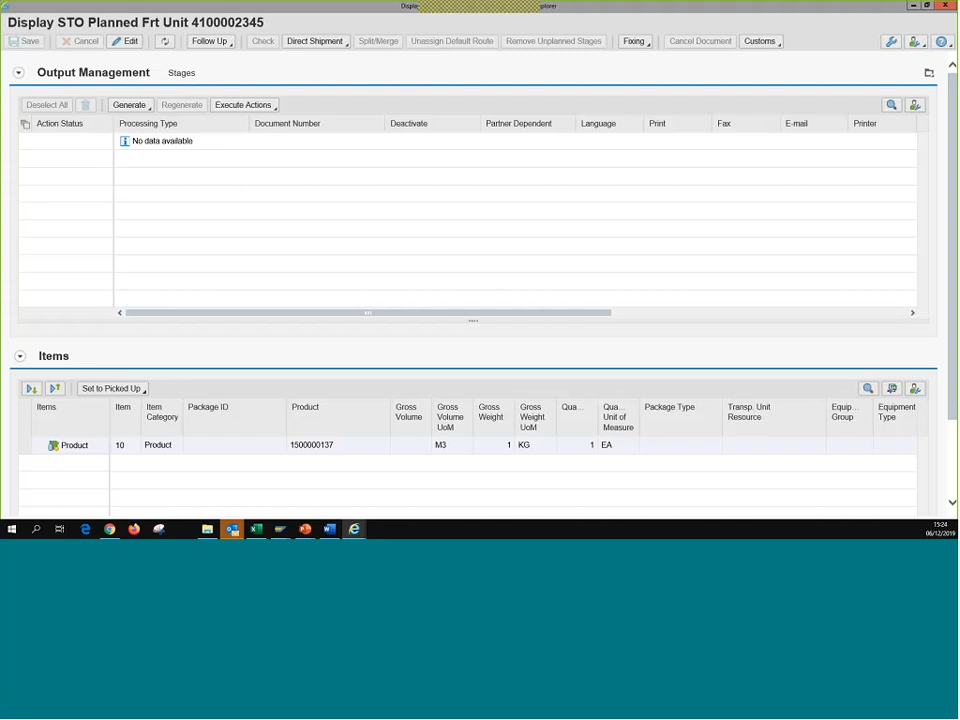 Display STO Planned Frt Unit 4100002345
Save Cancel Edit Follow Up Check Direct Shipment Split/Merge Unassign Default Route Remove Unplanned Stages Fixing Cancel Document Customs
Output Management Stages
Deselect All Generate Regenerate Execute Actions
Action Status Processing Type Document Number Deactivate Partner Dependent Language Print Fax E-mail Printer
No data available
Items
Set to Picked Up
Items Item Item Category Package ID Product Gross Volume Gross Volume UoM Gross Weight Gross Weight UoM Qua... Qua... Unit of Measure Package Type Transp. Unit Resource Equip... Group Equipment Type
Product 10 Product 1500000137 M3 1 KG 1 EA
15:24
06/12/2019